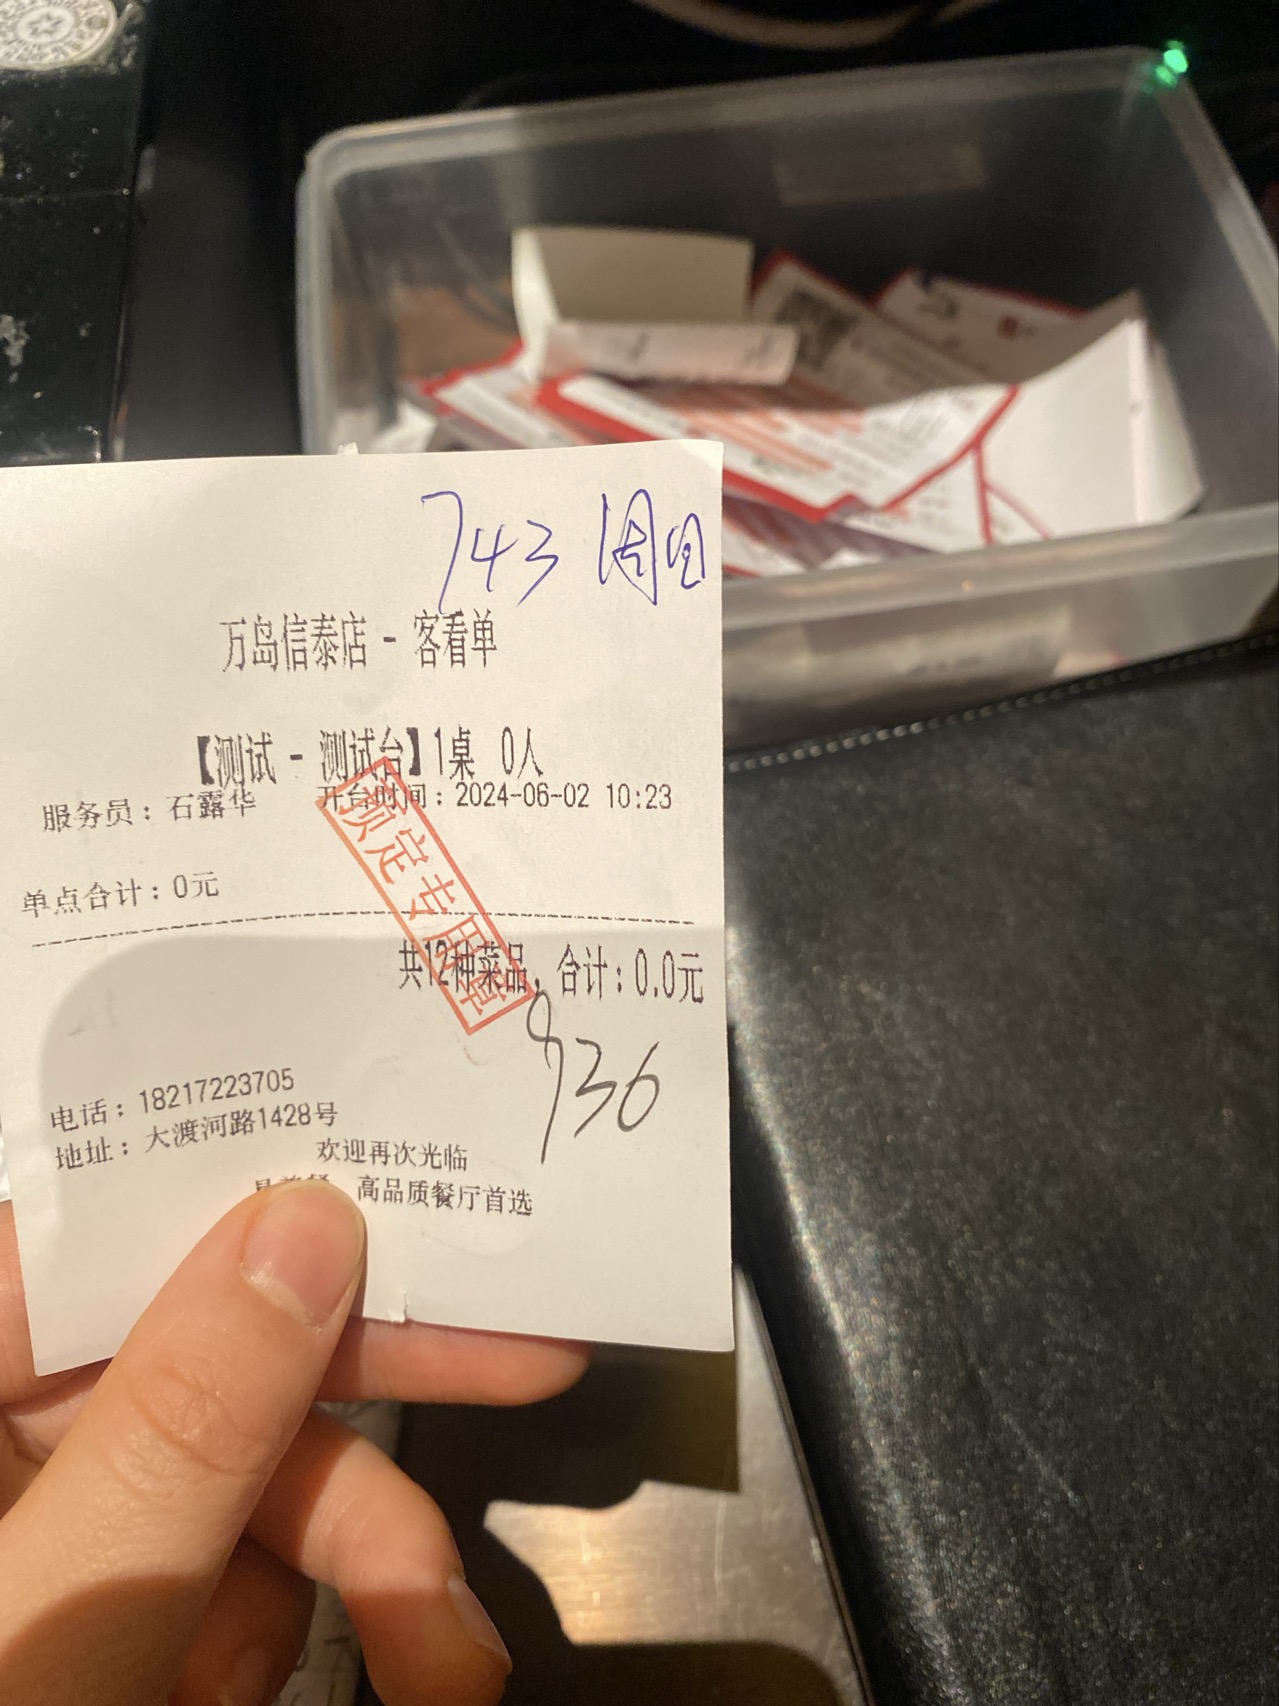 743 周日
万岛信泰店 - 客看单
【测试 - 测试台】1桌 0人
服务员：石露华 开台时间：2024-06-02 10:23
预定专用章
单点合计：0元
共12种菜品，合计：0.0元
936
电话：18217223705
地址：大渡河路1428号
欢迎再次光临
高品质餐厅首选